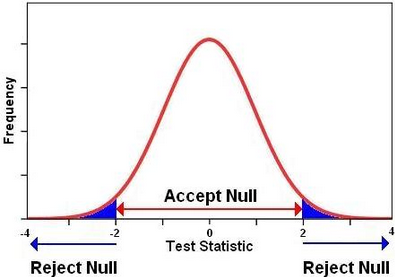 Frequency
Accept Null
-4 -2 0 2 4
Test Statistic
Reject Null Reject Null